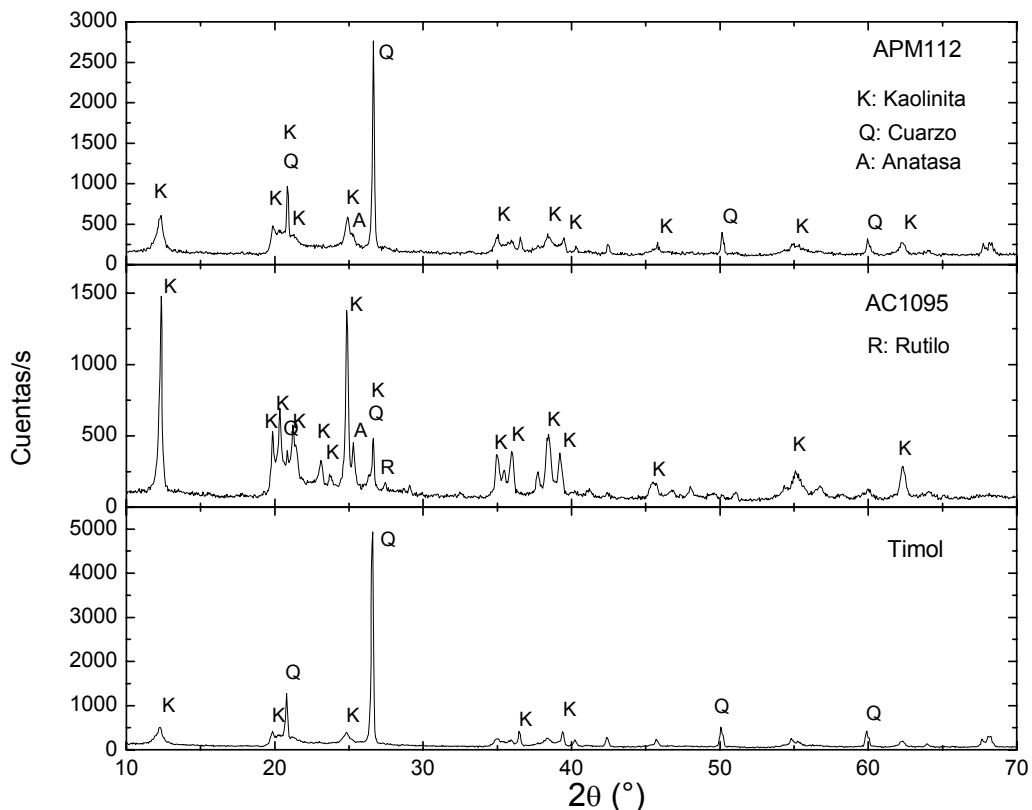 3000
2500
2000
1500
1000
500
0
APM112
K: Kaolinita
Q: Cuarzo
A: Anatasa
K
K
Q
K
K
K
A
Q
K
K
K
K
Q
K
Q
K
Cuentas/s
1500
1000
500
0
AC1095
R: Rutilo
K
K
K
Q
K
K
K
K
A
K
Q
R
K
K
K
K
K
K
K
5000
4000
3000
2000
1000
0
Timol
K
K
Q
K
Q
K
K
Q
Q
10 20 30 40 50 60 70
2θ (°)